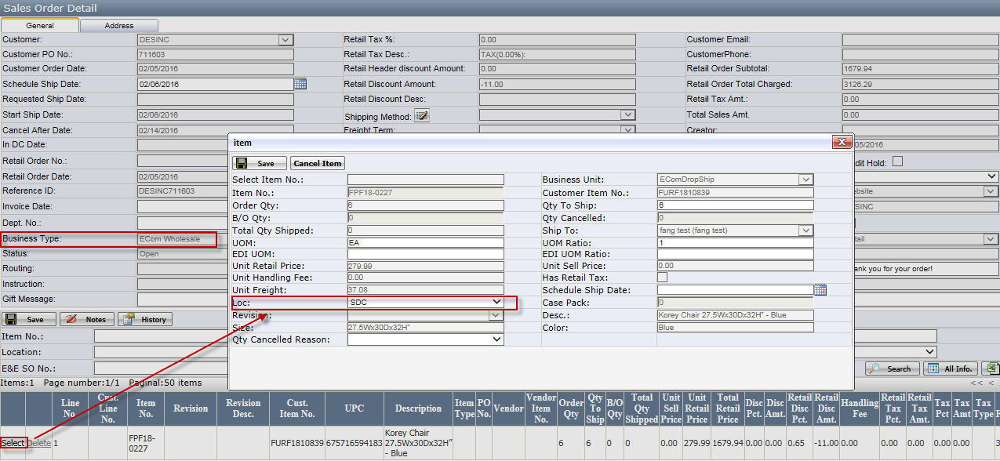 Sales Order Detail
General Address
Customer: DESINC Retail Tax %: 0.00 Customer Email:
Customer PO No.: 711603 Retail Tax Desc.: TAX(0.00%): CustomerPhone:
Customer Order Date: 02/05/2016 Retail Header discount Amount: 0.00 Retail Order Subtotal: 1679.94
Schedule Ship Date: 02/06/2016 Retail Discount Amount: -11.00 Retail Order Total Charged: 3126.29
Requested Ship Date: Retail Discount Desc: Retail Tax Amt.: 0.00
Start Ship Date: 02/06/2016 Shipping Method: Total Sales Amt. 0.00
Cancel After Date: 02/14/2016 Freight Term: Creator:
In DC Date: 05/2016
Retail Order No.: dit Hold:
Retail Order Date: 02/05/2016
Reference ID: DESINC711603 ebsite
Invoice Date: SINC
Dept. No.:
Business Type: ECom Wholesale tail
Status: Open
Routing: ank you for your order!
Instruction:
Gift Message:
Save Notes History
Item No.:
Location:
E&E SO No.: Search All Info.
Items:1 Page number:1/1 Paginal:50 items << <
item
Save Cancel Item
Select Item No.: Business Unit: EComDropShip
Item No.: FPF18-0227 Customer Item No.: FURF1810839
Order Qty: 6 Qty To Ship: 6
B/O Qty: 0 Qty Cancelled: 0
Total Qty Shipped: 0 Ship To: fang test (fang test)
UOM: EA UOM Ratio: 1
EDI UOM: EDI UOM Ratio:
Unit Retail Price: 279.99 Unit Sell Price: 0.00
Unit Handling Fee: 0.00 Has Retail Tax:
Unit Freight: 37.08 Schedule Ship Date:
Loc: SDC Case Pack: 0
Revision: Desc.: Korey Chair 27.5Wx30Dx32H" - Blue
Size: 27.5Wx30Dx32H" Color: Blue
Qty Cancelled Reason:
Line No Cust. Line No. Item No. Revision Revision Desc. Cust. Item No. UPC Description Item Type PO No. Vendor Vendor Item No. Order Qty Qty To Ship B/O Qty Total Qty Shipped Unit Sell Price Unit Retail Price Total Retail Price Disc Pct. Disc Amt. Retail Disc Pct. Retail Disc Amt. Handling Fee Retail Tax Pct. Retail Tax Amt. Tax Pct Tax Amt Tax Type F
Select Delete 1 FPF18-0227 FURF1810839 675716594183 Korey Chair 27.5Wx30Dx32H" - Blue 6 6 0 0 0.00 279.99 1679.94 0.00 0.00 0.65 -11.00 0.00 0.00 0.00 0.00 0.00 3